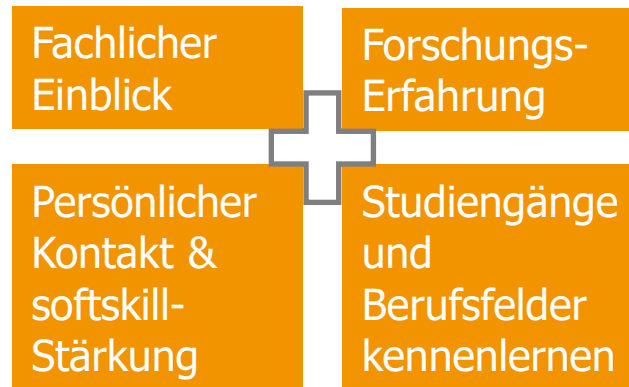 Fachlicher
Einblick
Forschungs-
Erfahrung
Persönlicher
Kontakt &
softskill-
Stärkung
Studiengänge
und
Berufsfelder
kennenlernen